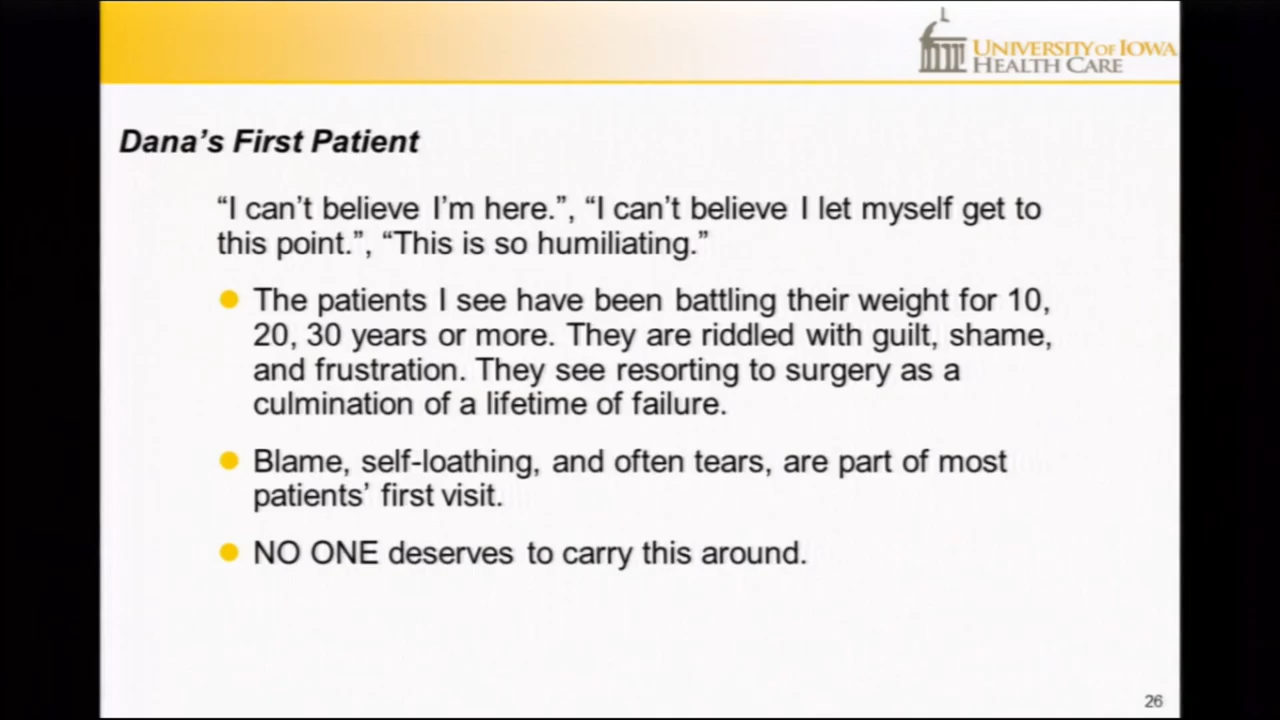 UNIVERSITY OF IOWA
HEALTH CARE
Dana’s First Patient
“I can’t believe I’m here.”, “I can’t believe I let myself get to
this point.”, “This is so humiliating.”
The patients I see have been battling their weight for 10,
20, 30 years or more. They are riddled with guilt, shame,
and frustration. They see resorting to surgery as a
culmination of a lifetime of failure.
Blame, self-loathing, and often tears, are part of most
patients’ first visit.
NO ONE deserves to carry this around.
26